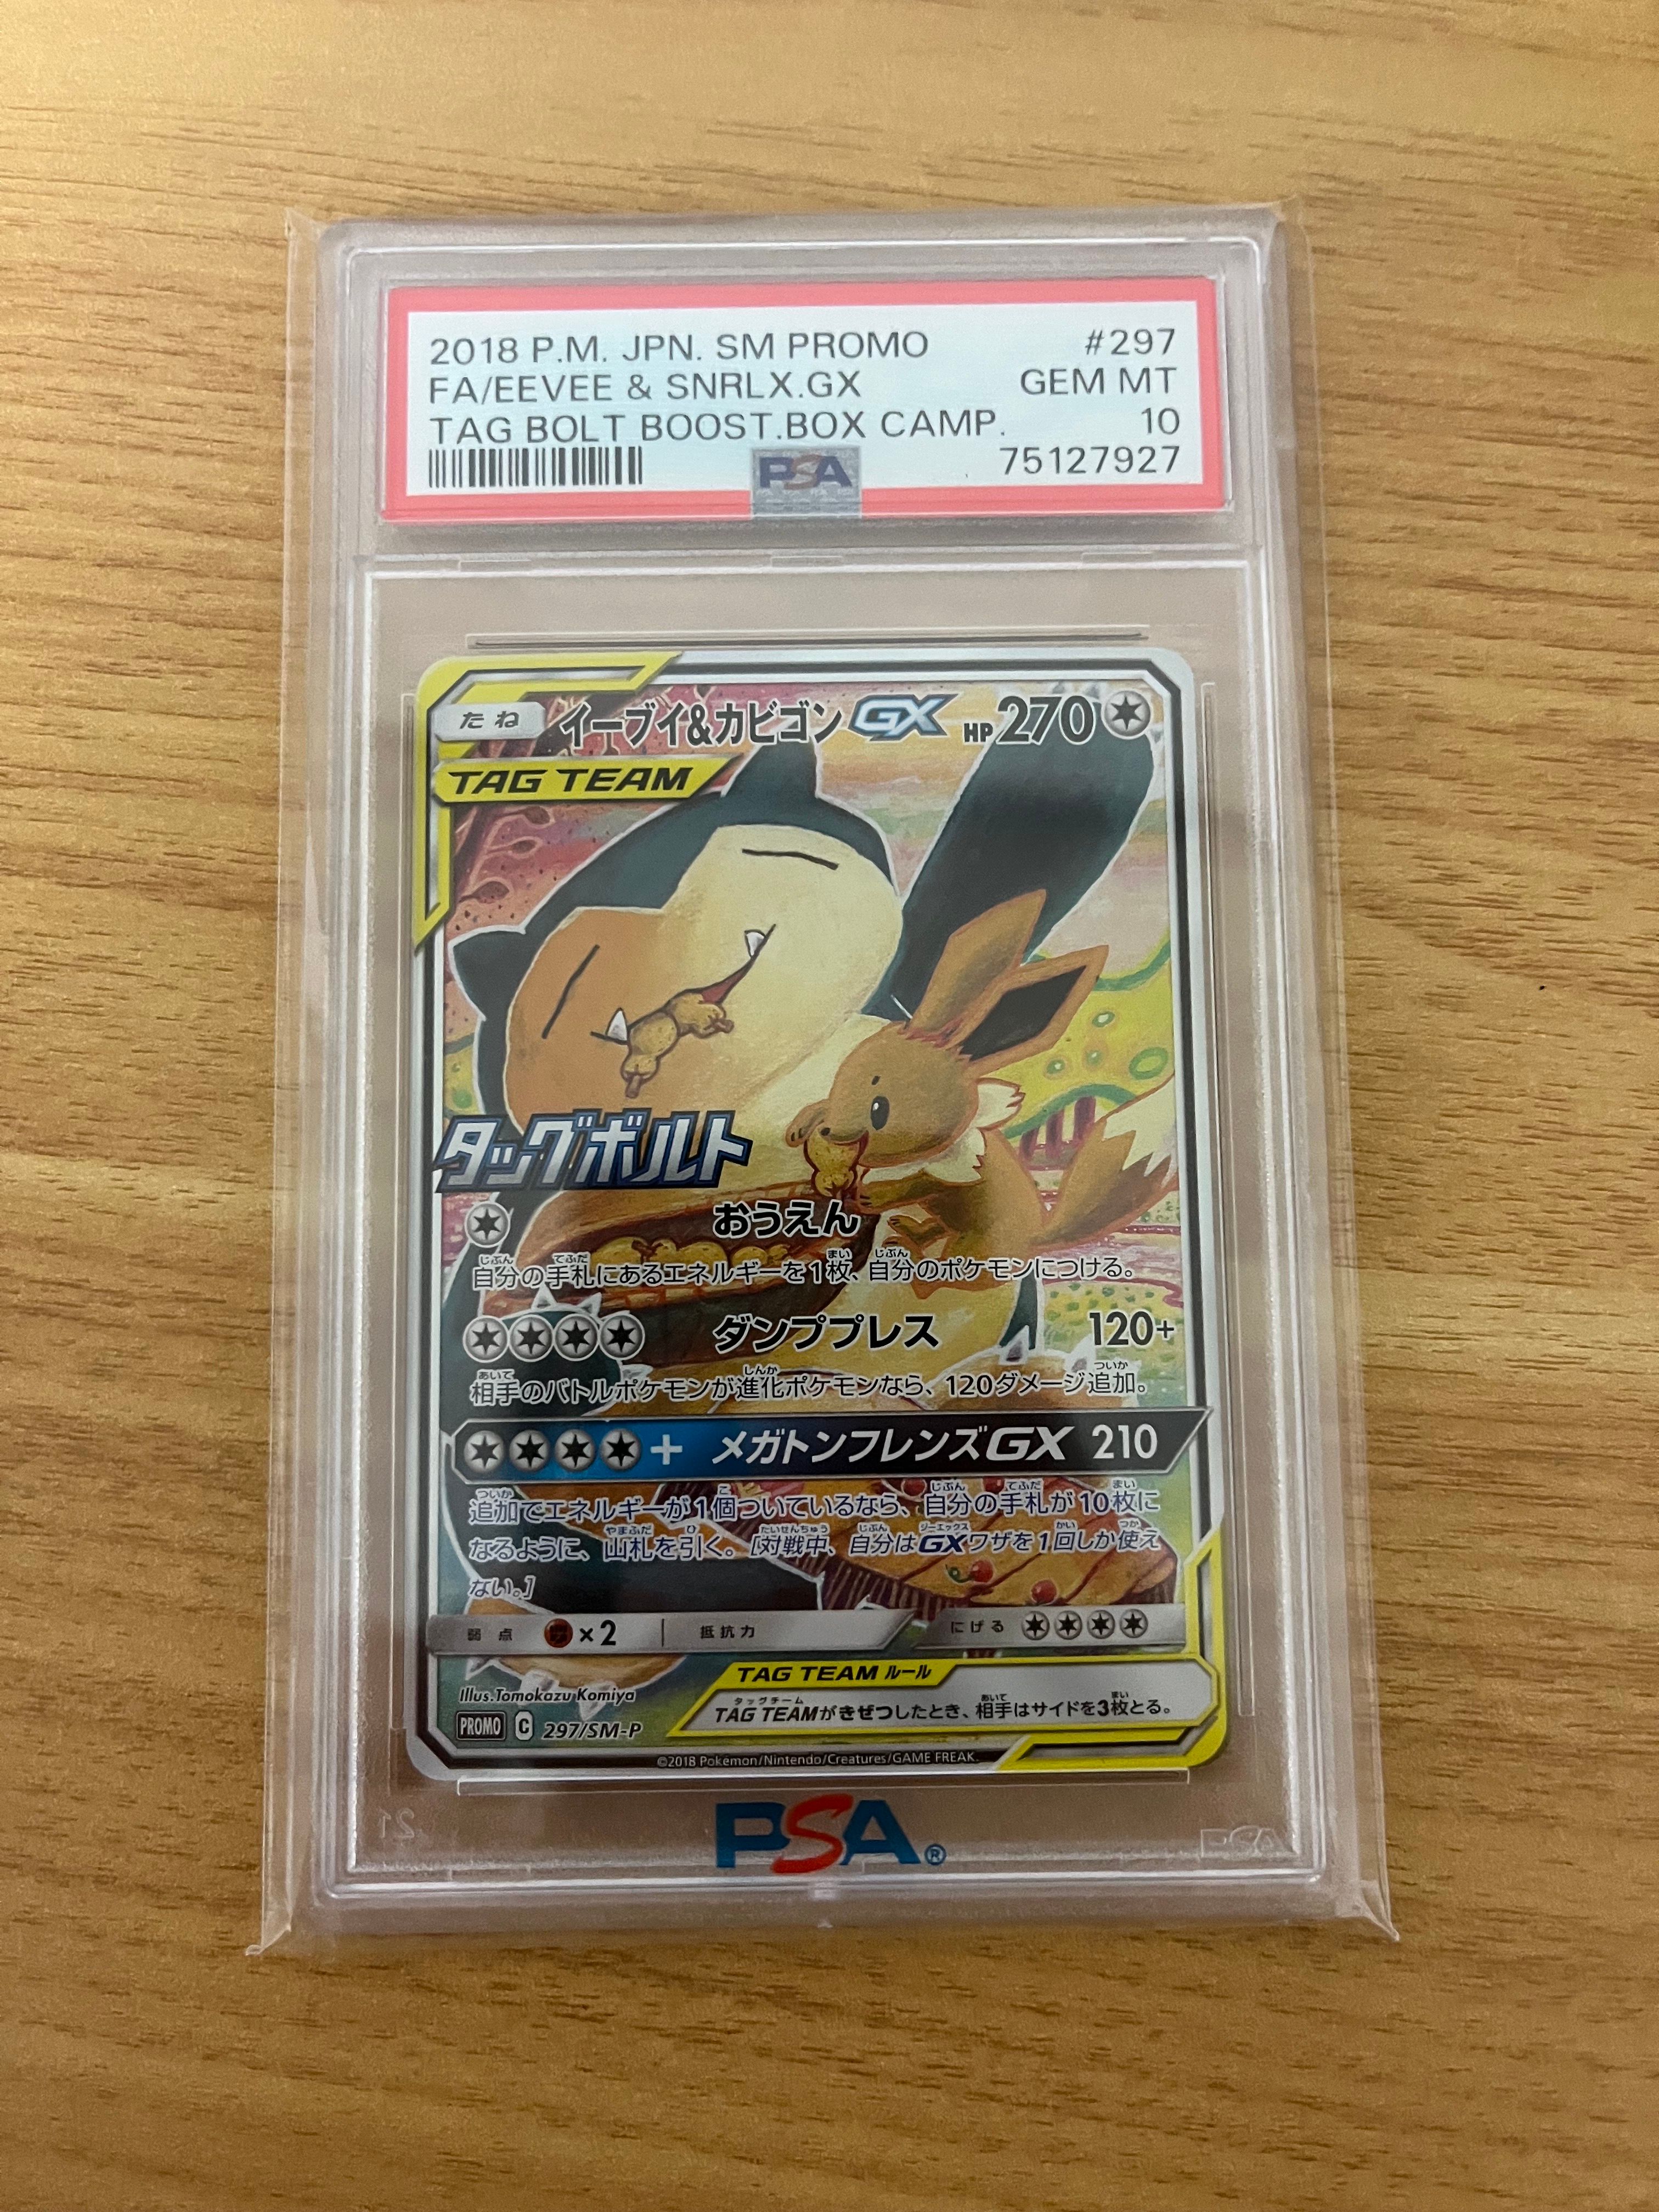 2018 P.M. JPN. SM PROMO #297
FA/EEVEE & SNRLX.GX GEM MT
TAG BOLT BOOST.BOX CAMP. 10
PSA 75127927
たね イーブイ&カビゴンGX HP270
TAG TEAM
タッグボルト
おうえん
自分の手札にあるエネルギーを1枚、自分のポケモンにつける。
ダンププレス 120+
相手のバトルポケモンが進化ポケモンなら、120ダメージ追加。
+ メガトンフレンズGX 210
追加でエネルギーが1個ついているなら、自分の手札が10枚に
なるように、山札を引く。[対戦中、自分はGXワザを1回しか使え
ない。]
弱点 ×2 抵抗力 にげる
TAG TEAM ルール
TAG TEAMがきぜつしたとき、相手はサイドを3枚とる。
Illus.Tomokazu Komiya
PROMO C 297/SM-P
©2018 Pokémon/Nintendo/Creatures/GAME FREAK.
PSA®